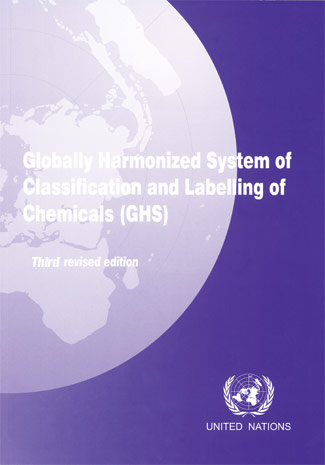 Globally Harmonized System of
Classification and Labelling of
Chemicals (GHS)
Third revised edition
UNITED NATIONS